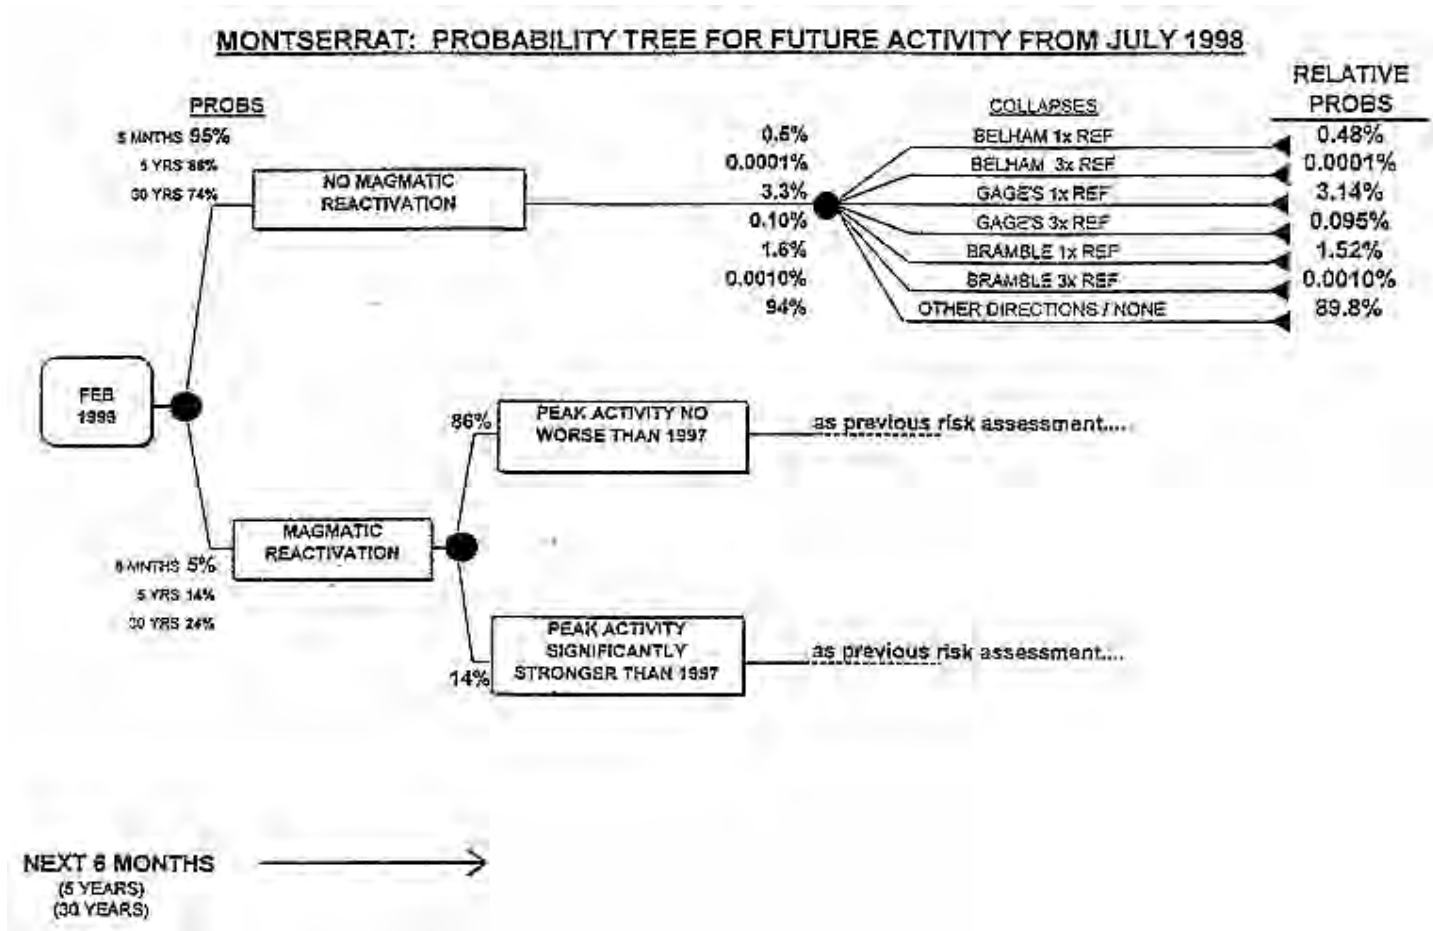 MONTSERRAT: PROBABILITY TREE FOR FUTURE ACTIVITY FROM JULY 1998
RELATIVE
PROBS
PROBS
COLLAPSES
MNTHS 95%
0.5%
BELHAM 1x REF
0.48%
5 YRS 86%
0.0001%
BELHAM 3x REF
0.0001%
30 YRS 74%
NO MAGMATIC
REACTIVATION
3.3%
GAGE'S 1x REF
3.14%
0.10%
GAGE'S 3x REF
0.095%
1.6%
BRAMBLE 1x REF
1.52%
0.0010%
BRAMBLE 3x REF
0.0010%
94%
OTHER DIRECTIONS / NONE
89.8%
FEB
1999
86%
PEAK ACTIVITY NO
WORSE THAN 1997
as previous risk assessment....
MAGMATIC
REACTIVATION
6 MNTHS 5%
5 YRS 14%
30 YRS 24%
14%
PEAK ACTIVITY
SIGNIFICANTLY
STRONGER THAN 1997
as previous risk assessment....
NEXT 6 MONTHS
(5 YEARS)
(30 YEARS)